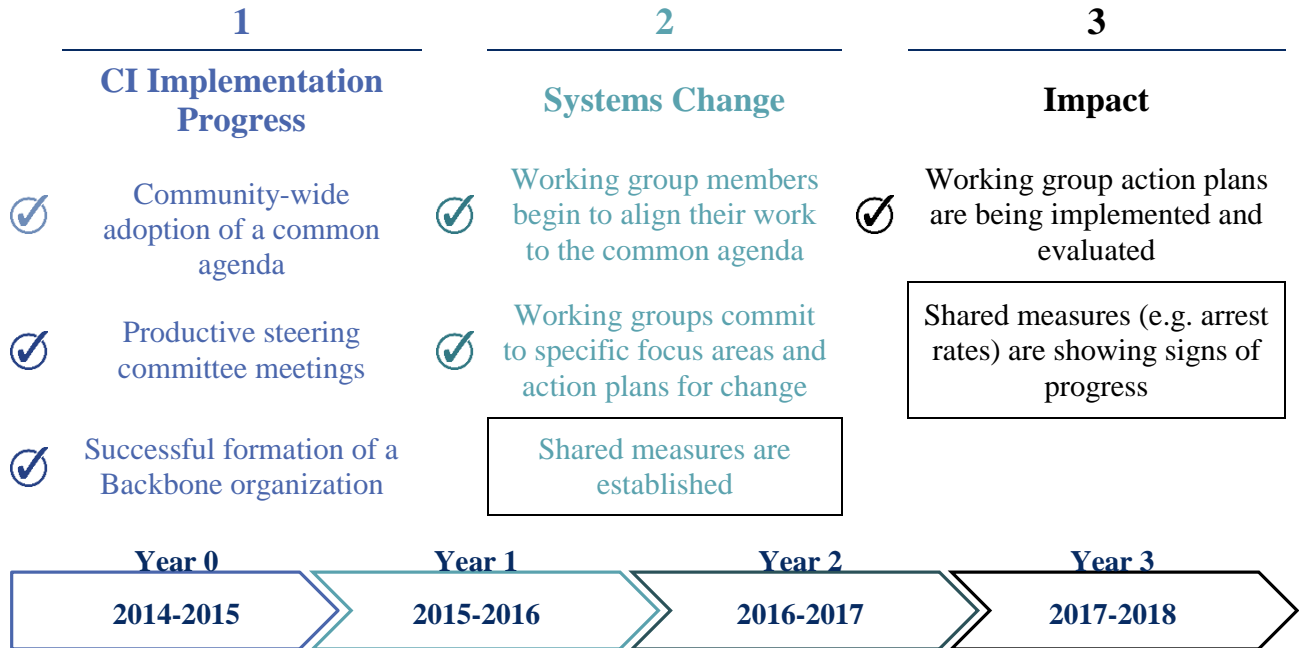 1
CI Implementation
Progress
Community-wide
adoption of a common
agenda
Productive steering
committee meetings
Successful formation of a
Backbone organization
2
Systems Change
Working group members
begin to align their work
to the common agenda
Working groups commit
to specific focus areas and
action plans for change
Shared measures are
established
3
Impact
Working group action plans
are being implemented and
evaluated
Shared measures (e.g. arrest
rates) are showing signs of
progress
Year 0
2014-2015
Year 1
2015-2016
Year 2
2016-2017
Year 3
2017-2018